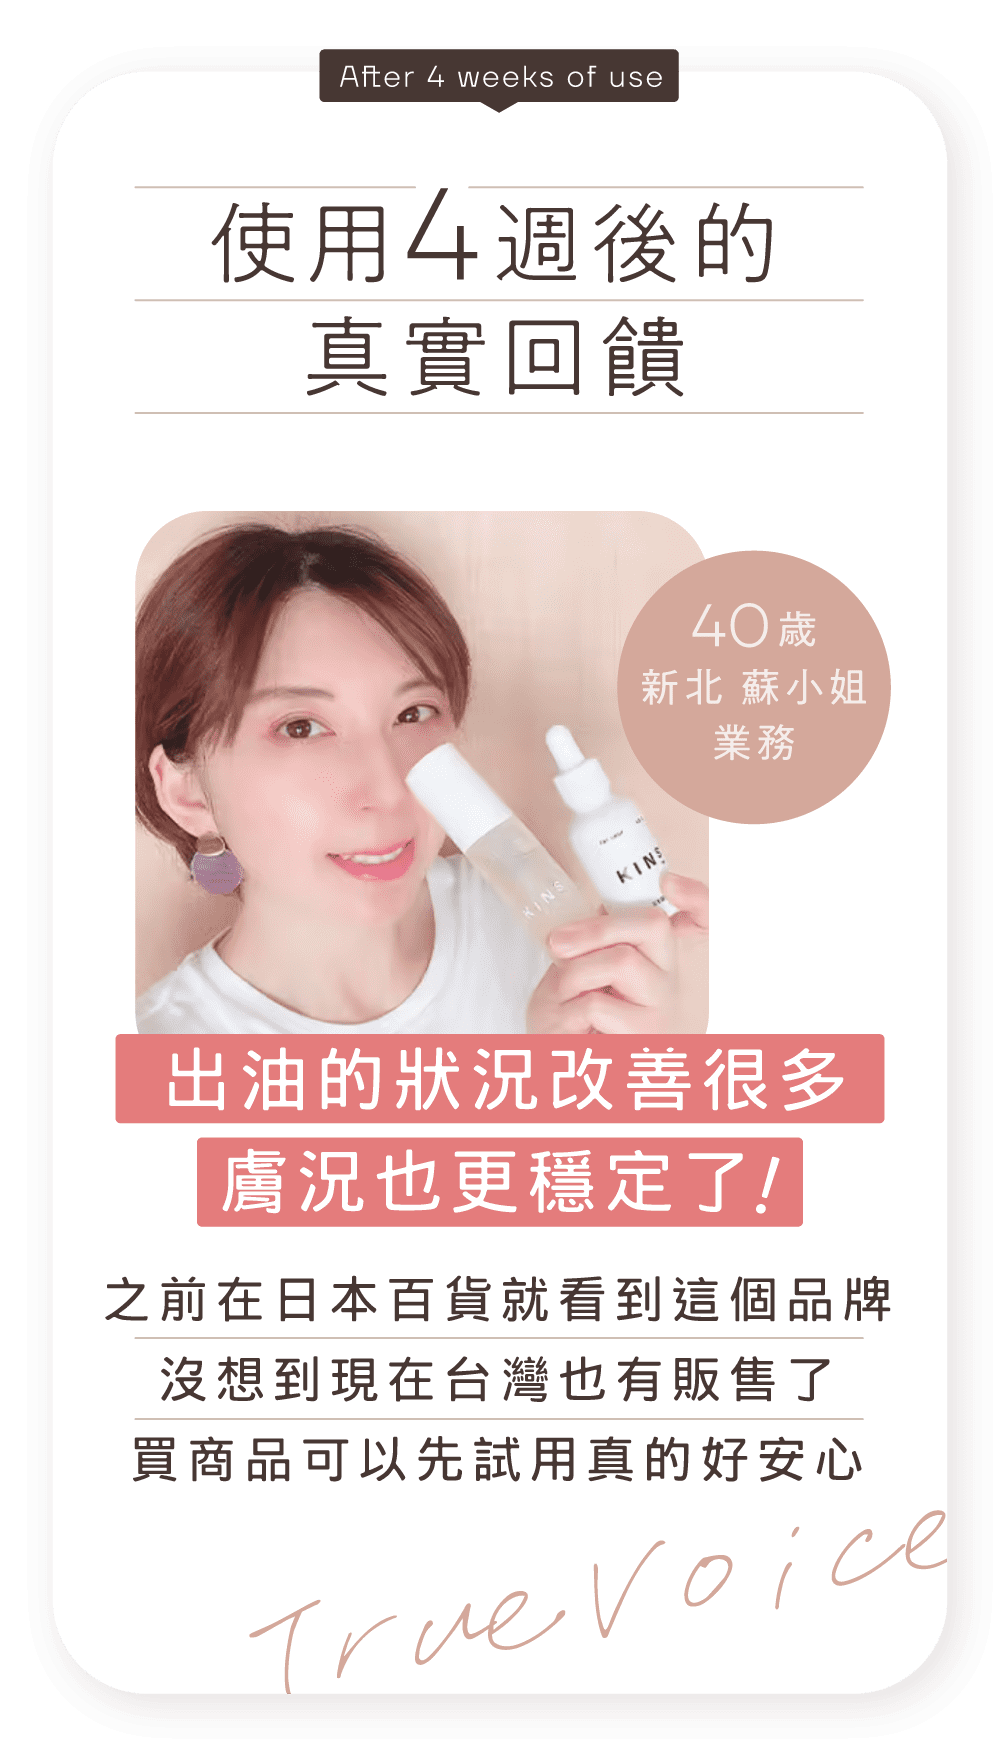 After 4 weeks of use
使用4週後的
真實回饋
40歲
新北 蘇小姐
業務
KINS
KINS
出油的狀況改善很多
膚況也更穩定了!
之前在日本百貨就看到這個品牌
沒想到現在台灣也有販售了
買商品可以先試用真的好安心
True Voice